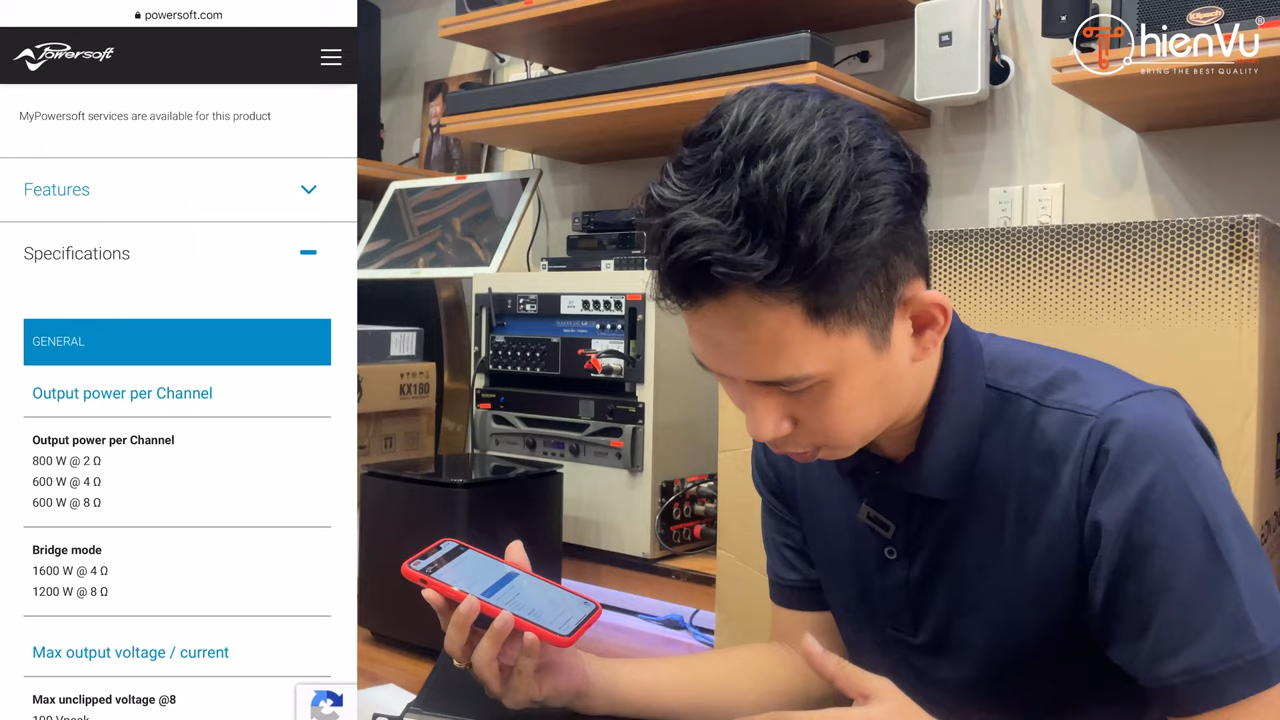 powersoft.com
Powersoft
MyPowersoft services are available for this product
Features
Specifications
GENERAL
Output power per Channel
Output power per Channel
800 W @ 2 Ω
600 W @ 4 Ω
600 W @ 8 Ω
Bridge mode
1600 W @ 4 Ω
1200 W @ 8 Ω
Max output voltage / current
Max unclipped voltage @8
ThienVu®
BRING THE BEST QUALITY
JBL
Klipsch
KX180